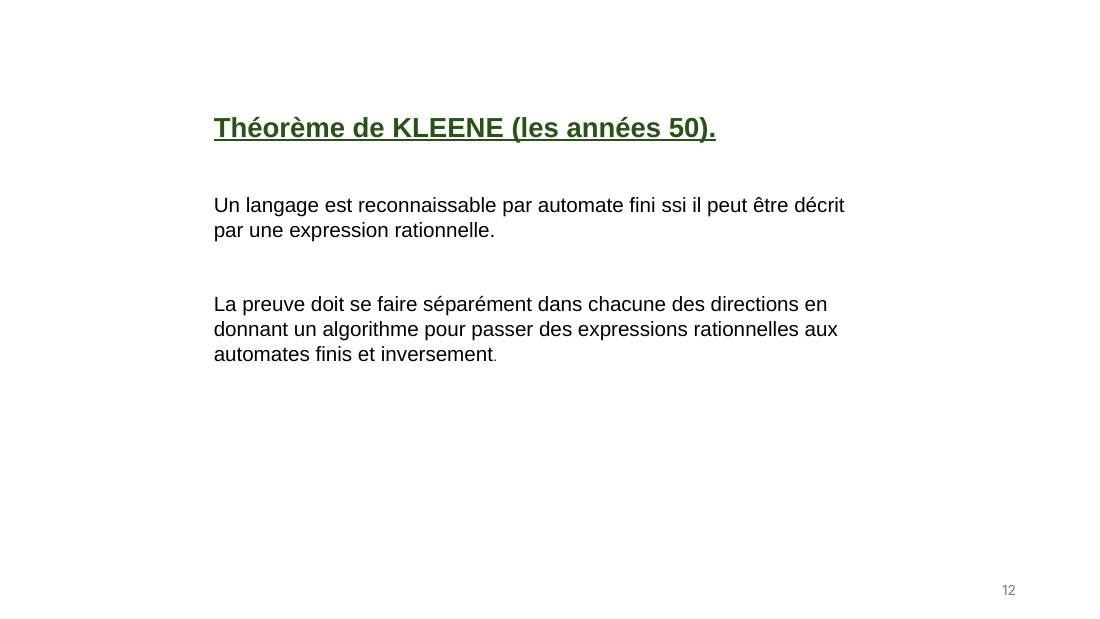 Théorème de KLEENE (les années 50).
Un langage est reconnaissable par automate fini ssi il peut être décrit
par une expression rationnelle.
La preuve doit se faire séparément dans chacune des directions en
donnant un algorithme pour passer des expressions rationnelles aux
automates finis et inversement.
12